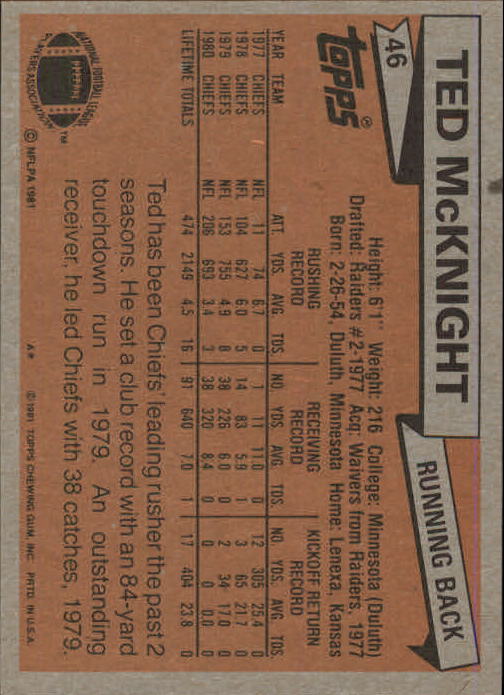 46
TED McKNIGHT
RUNNING BACK
topps®
Height: 6'1" Weight: 216 College: Minnesota (Duluth)
Drafted: Raiders #2-1977 Acq: Waivers from Raiders, 1977
Born: 2-26-54, Duluth, Minnesota Home: Lenexa, Kansas
RUSHING RECORD RECEIVING RECORD KICKOFF RETURN RECORD
YEAR TEAM ATT. YDS. AVG. TDS. NO. YDS. AVG. TDS. NO. YDS. AVG. TDS.
1977 CHIEFS NFL 11 74 6.7 0 1 11 11.0 0 12 305 25.4 0
1978 CHIEFS NFL 104 627 6.0 5 14 83 5.9 1 3 65 21.7 0
1979 CHIEFS NFL 153 755 4.9 8 38 226 6.0 0 2 34 17.0 0
1980 CHIEFS NFL 206 693 3.4 3 38 320 8.4 0 0 0 0.0 0
LIFETIME TOTALS 474 2149 4.5 16 91 640 7.0 1 17 404 23.8 0
Ted has been Chiefs' leading rusher the past 2
seasons. He set a club record with an 84-yard
touchdown run in 1979. An outstanding
receiver, he led Chiefs with 38 catches, 1979.
NATIONAL FOOTBALL LEAGUE
PLAYERS ASSOCIATION
TM
© NFLPA 1981
A# © 1981 TOPPS CHEWING GUM, INC. PRTD. IN U.S.A.